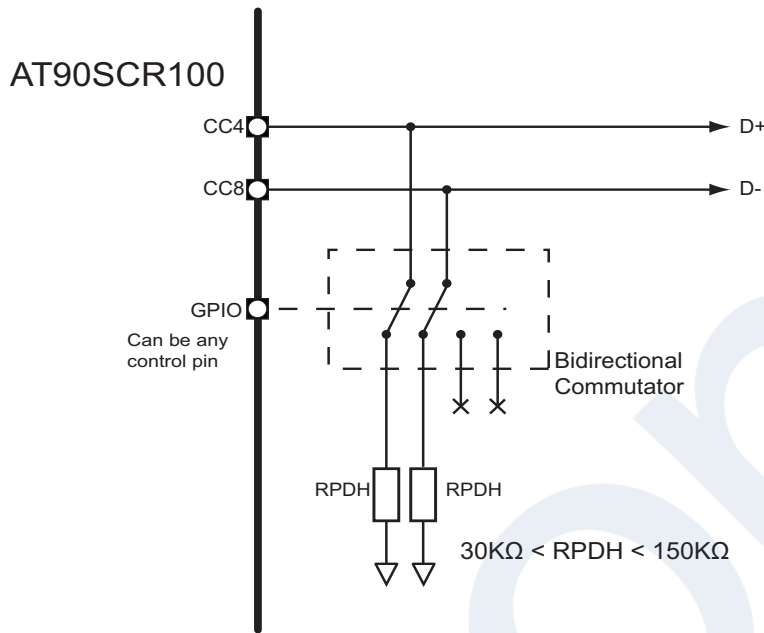 AT90SCR100
CC4
D+
CC8
D-
GPIO
Can be any
control pin
Bidirectional
Commutator
RPDH
RPDH
30KΩ < RPDH < 150KΩ